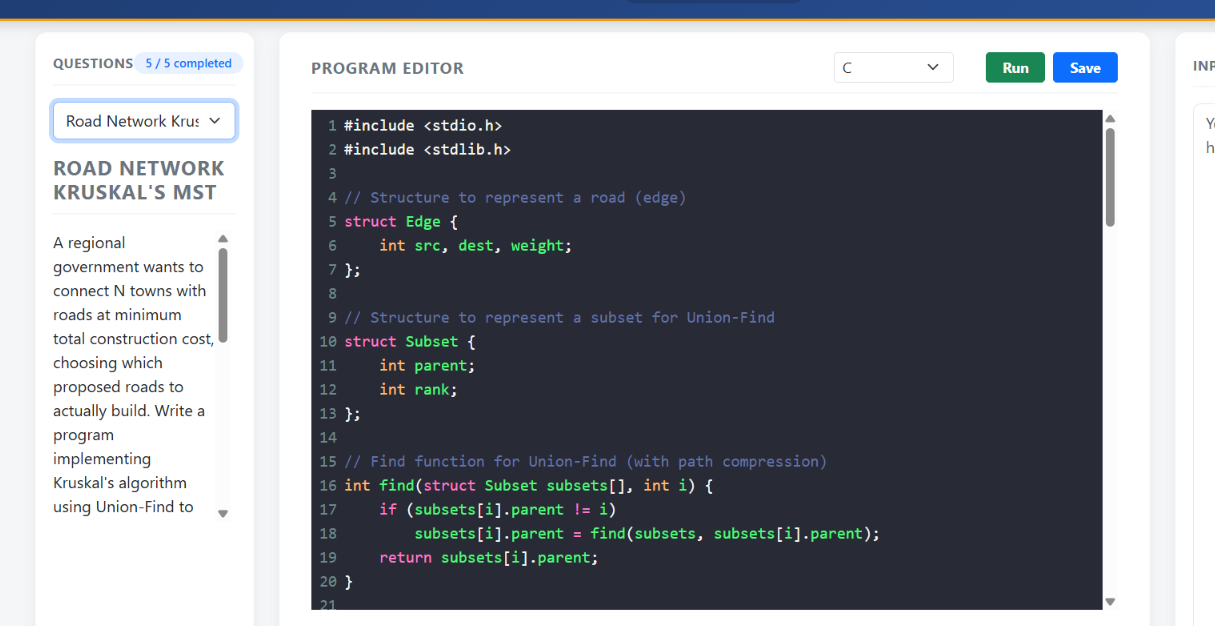 QUESTIONS 5 / 5 completed
Road Network Krus
ROAD NETWORK
KRUSKAL'S MST
A regional
government wants to
connect N towns with
roads at minimum
total construction cost,
choosing which
proposed roads to
actually build. Write a
program
implementing
Kruskal's algorithm
using Union-Find to
PROGRAM EDITOR
C
Run
Save
1 #include <stdio.h>
2 #include <stdlib.h>
3
4 // Structure to represent a road (edge)
5 struct Edge {
6     int src, dest, weight;
7 };
8
9 // Structure to represent a subset for Union-Find
10 struct Subset {
11     int parent;
12     int rank;
13 };
14
15 // Find function for Union-Find (with path compression)
16 int find(struct Subset subsets[], int i) {
17     if (subsets[i].parent != i)
18         subsets[i].parent = find(subsets, subsets[i].parent);
19     return subsets[i].parent;
20 }
21
INP
h